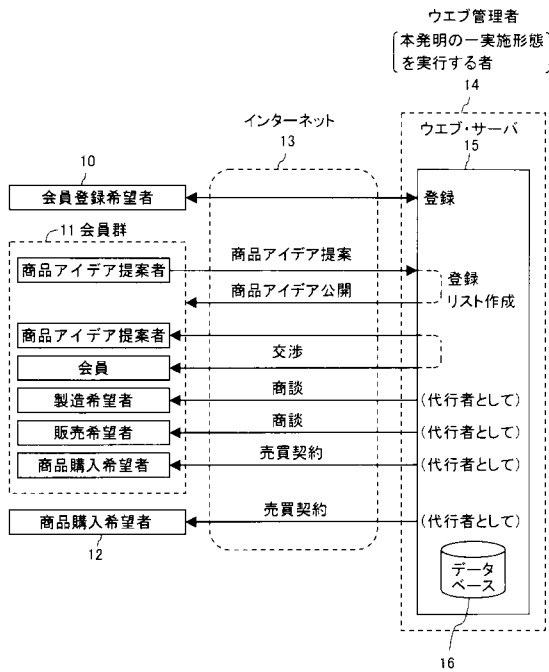 ウエブ管理者
本発明の一実施形態
を実行する者
14
インターネット
13
ウエブ・サーバ
15
10
会員登録希望者
登録
11 会員群
商品アイデア提案者
商品アイデア提案
登録
リスト作成
商品アイデア公開
商品アイデア提案者
交渉
会員
商談
製造希望者
(代行者として)
商談
販売希望者
(代行者として)
売買契約
商品購入希望者
(代行者として)
売買契約
商品購入希望者
(代行者として)
12
データ
ベース
16